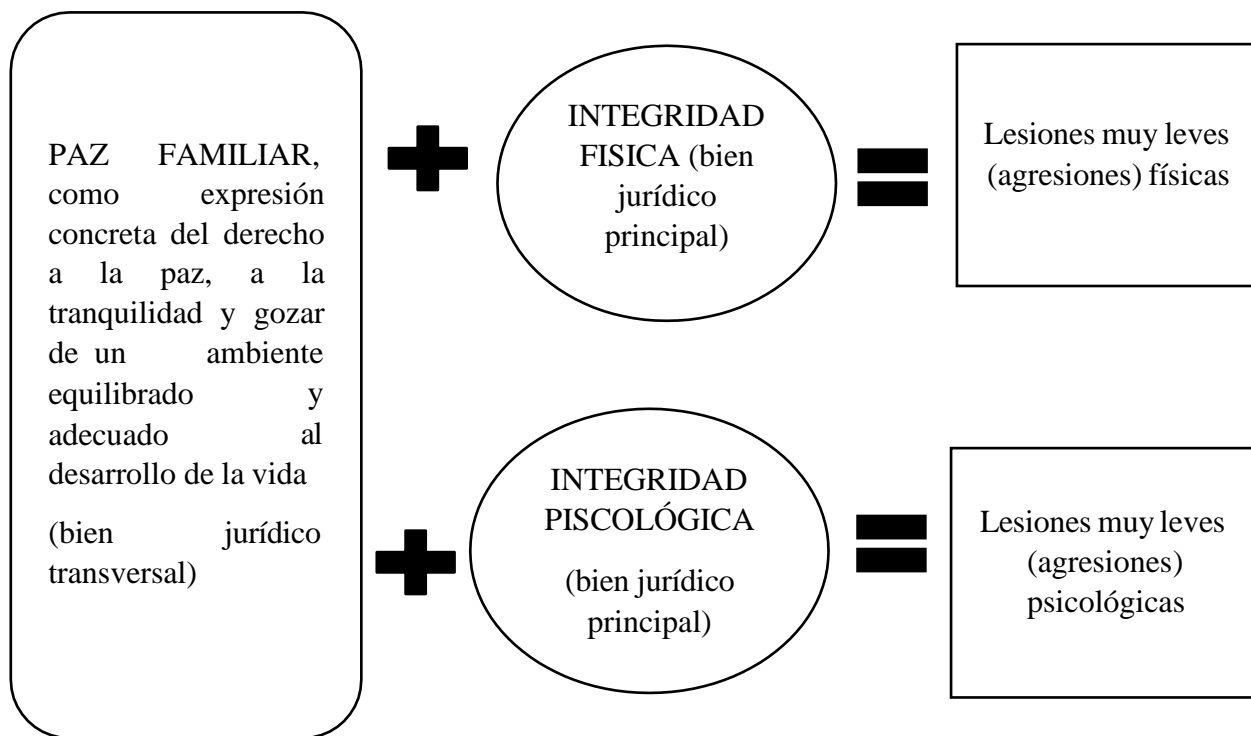 PAZ FAMILIAR,
como expresión
concreta del derecho
a la paz, a la
tranquilidad y gozar
de un ambiente
equilibrado y
adecuado al
desarrollo de la vida
(bien jurídico
transversal)
INTEGRIDAD
FISICA (bien
jurídico
principal)
Lesiones muy leves
(agresiones) físicas
INTEGRIDAD
PISCOLÓGICA
(bien jurídico
principal)
Lesiones muy leves
(agresiones)
psicológicas